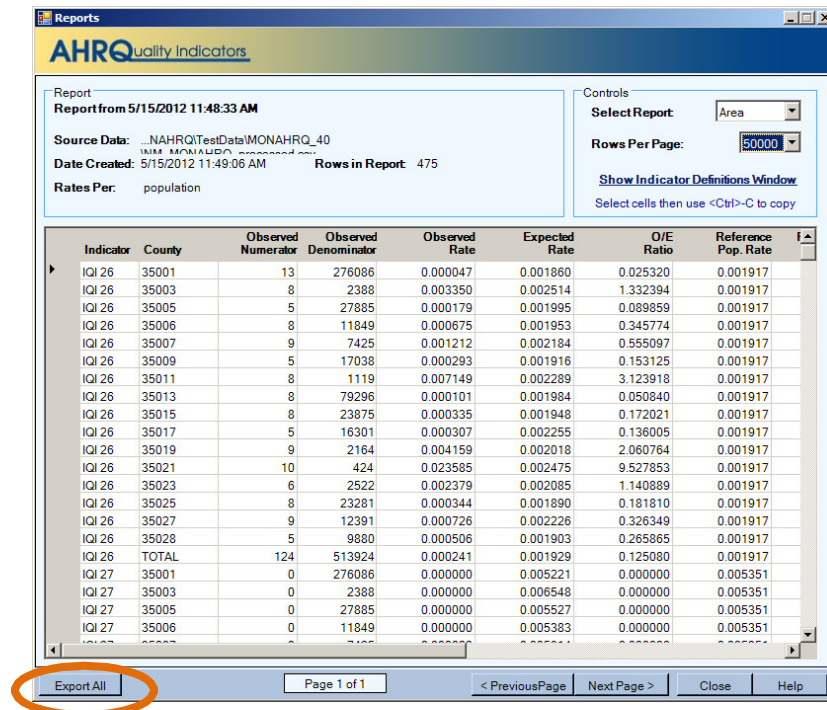 Reports
AHRQuality Indicators
Report
Report from 5/15/2012 11:48:33 AM
Source Data: ...NAHRQ\TestData\MONAHRQ_40
Date Created: 5/15/2012 11:49:06 AM Rows in Report: 475
Rates Per: population
Controls
Select Report: Area
Rows Per Page: 50000
Show Indicator Definitions Window
Select cells then use <Ctrl>-C to copy
Indicator County Observed Numerator Observed Denominator Observed Rate Expected Rate O/E Ratio Reference Pop. Rate
IQI 26 35001 13 276086 0.000047 0.001860 0.025320 0.001917
IQI 26 35003 8 2388 0.003350 0.002514 1.332394 0.001917
IQI 26 35005 5 27885 0.000179 0.001995 0.089859 0.001917
IQI 26 35006 8 11849 0.000675 0.001953 0.345774 0.001917
IQI 26 35007 9 7425 0.001212 0.002184 0.555097 0.001917
IQI 26 35009 5 17038 0.000293 0.001916 0.153125 0.001917
IQI 26 35011 8 1119 0.007149 0.002289 3.123918 0.001917
IQI 26 35013 8 79296 0.000101 0.001984 0.050840 0.001917
IQI 26 35015 8 23875 0.000335 0.001948 0.172021 0.001917
IQI 26 35017 5 16301 0.000307 0.002255 0.136005 0.001917
IQI 26 35019 9 2164 0.004159 0.002018 2.060764 0.001917
IQI 26 35021 10 424 0.023585 0.002475 9.527853 0.001917
IQI 26 35023 6 2522 0.002379 0.002085 1.140889 0.001917
IQI 26 35025 8 23281 0.000344 0.001890 0.181810 0.001917
IQI 26 35027 9 12391 0.000726 0.002226 0.326349 0.001917
IQI 26 35028 5 9880 0.000506 0.001903 0.265865 0.001917
IQI 26 TOTAL 124 513924 0.000241 0.001929 0.125080 0.001917
IQI 27 35001 0 276086 0.000000 0.005221 0.000000 0.005351
IQI 27 35003 0 2388 0.000000 0.006548 0.000000 0.005351
IQI 27 35005 0 27885 0.000000 0.005527 0.000000 0.005351
IQI 27 35006 0 11849 0.000000 0.005383 0.000000 0.005351
Export All Page 1 of 1 < PreviousPage Next Page > Close Help